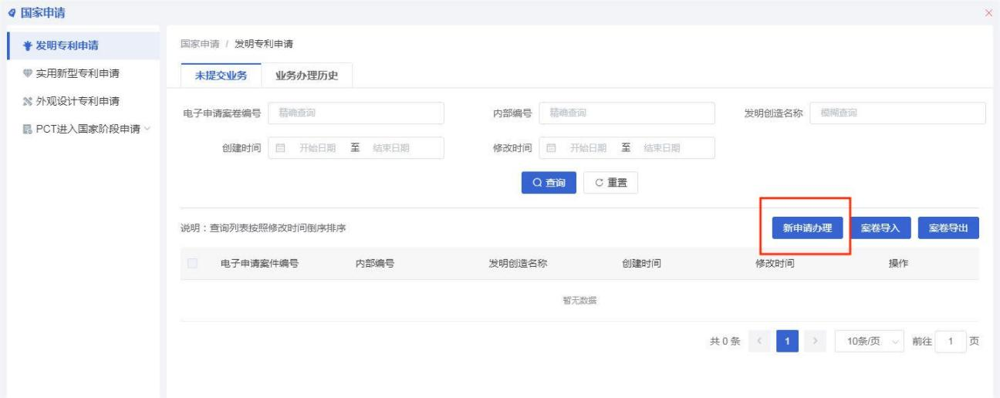 国家申请
发明专利申请
实用新型专利申请
外观设计专利申请
PCT进入国家阶段申请
国家申请 / 发明专利申请
未提交业务 业务办理历史
电子申请案卷编号 精确查询 内部编号 精确查询 发明创造名称 模糊查询
创建时间 开始日期 至 结束日期 修改时间 开始日期 至 结束日期
查询 重置
说明：查询列表按照修改时间倒序排序 新申请办理 案卷导入 案卷导出
电子申请案件编号 内部编号 发明创造名称 创建时间 修改时间 操作
暂无数据
共 0 条 1 10条/页 前往 1 页